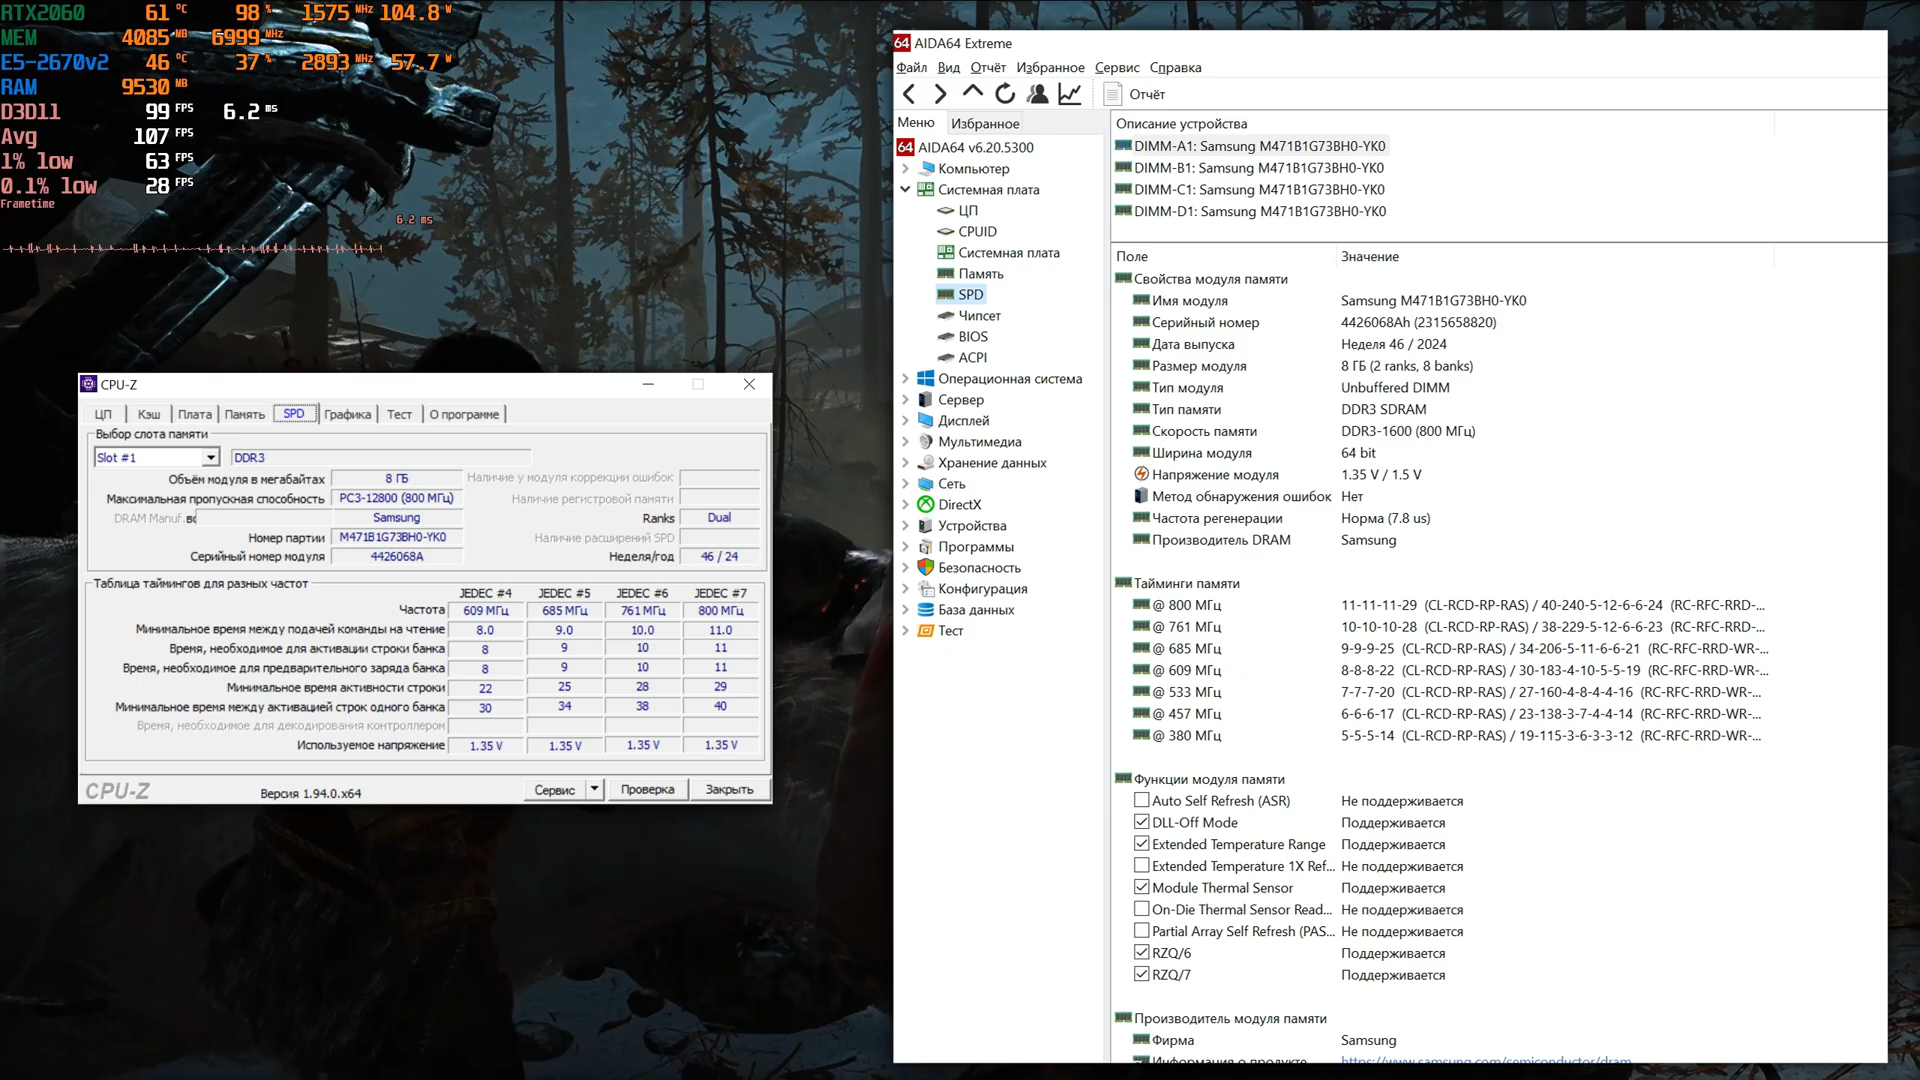 RTX2060 61 °C 98 % 1575 MHz 104.8 W
MEM 4085 MB 6999 MHz
E5-2670v2 46 °C 37 % 2893 MHz 57.7 W
RAM 9530 MB
D3D11 99 FPS 6.2 ms
Avg 107 FPS
1% low 63 FPS
0.1% low 28 FPS
Frametime
6.2 ms
CPU-Z
ЦП Кэш Плата Память SPD Графика Тест О программе
Выбор слота памяти
Slot #1 DDR3
Объём модуля в мегабайтах 8 ГБ Наличие у модуля коррекции ошибок
Максимальная пропускная способность PC3-12800 (800 МГц) Наличие регистровой памяти
DRAM Manuf. Samsung Ranks Dual
Номер партии M471B1G73BH0-YK0 Наличие расширений SPD
Серийный номер модуля 4426068A Неделя/год 46 / 24
Таблица таймингов для разных частот
JEDEC #4 JEDEC #5 JEDEC #6 JEDEC #7
Частота 609 МГц 685 МГц 761 МГц 800 МГц
Минимальное время между подачей команды на чтение 8.0 9.0 10.0 11.0
Время, необходимое для активации строки банка 8 9 10 11
Время, необходимое для предварительного заряда банка 8 9 10 11
Минимальное время активности строки 22 25 28 29
Минимальное время между активацией строк одного банка 30 34 38 40
Время, необходимое для декодирования контроллером
Используемое напряжение 1.35 V 1.35 V 1.35 V 1.35 V
CPU-Z Версия 1.94.0.x64 Сервис Проверка Закрыть
64 AIDA64 Extreme
Файл Вид Отчёт Избранное Сервис Справка
Отчёт
Меню Избранное
64 AIDA64 v6.20.5300
Компьютер
Системная плата
ЦП
CPUID
Системная плата
Память
SPD
Чипсет
BIOS
ACPI
Операционная система
Сервер
Дисплей
Мультимедиа
Хранение данных
Сеть
DirectX
Устройства
Программы
Безопасность
Конфигурация
База данных
Тест
Описание устройства
DIMM-A1: Samsung M471B1G73BH0-YK0
DIMM-B1: Samsung M471B1G73BH0-YK0
DIMM-C1: Samsung M471B1G73BH0-YK0
DIMM-D1: Samsung M471B1G73BH0-YK0
Поле Значение
Свойства модуля памяти
Имя модуля Samsung M471B1G73BH0-YK0
Серийный номер 4426068Ah (2315658820)
Дата выпуска Неделя 46 / 2024
Размер модуля 8 ГБ (2 ranks, 8 banks)
Тип модуля Unbuffered DIMM
Тип памяти DDR3 SDRAM
Скорость памяти DDR3-1600 (800 МГц)
Ширина модуля 64 bit
Напряжение модуля 1.35 V / 1.5 V
Метод обнаружения ошибок Нет
Частота регенерации Норма (7.8 us)
Производитель DRAM Samsung
Тайминги памяти
@ 800 МГц 11-11-11-29 (CL-RCD-RP-RAS) / 40-240-5-12-6-6-24 (RC-RFC-RRD-...
@ 761 МГц 10-10-10-28 (CL-RCD-RP-RAS) / 38-229-5-12-6-6-23 (RC-RFC-RRD-...
@ 685 МГц 9-9-9-25 (CL-RCD-RP-RAS) / 34-206-5-11-6-6-21 (RC-RFC-RRD-WR-...
@ 609 МГц 8-8-8-22 (CL-RCD-RP-RAS) / 30-183-4-10-5-5-19 (RC-RFC-RRD-WR-...
@ 533 МГц 7-7-7-20 (CL-RCD-RP-RAS) / 27-160-4-8-4-4-16 (RC-RFC-RRD-WR-...
@ 457 МГц 6-6-6-17 (CL-RCD-RP-RAS) / 23-138-3-7-4-4-14 (RC-RFC-RRD-WR-...
@ 380 МГц 5-5-5-14 (CL-RCD-RP-RAS) / 19-115-3-6-3-3-12 (RC-RFC-RRD-WR-...
Функции модуля памяти
Auto Self Refresh (ASR) Не поддерживается
DLL-Off Mode Поддерживается
Extended Temperature Range Поддерживается
Extended Temperature 1X Ref... Не поддерживается
Module Thermal Sensor Поддерживается
On-Die Thermal Sensor Read... Не поддерживается
Partial Array Self Refresh (PAS... Не поддерживается
RZQ/6 Поддерживается
RZQ/7 Поддерживается
Производитель модуля памяти
Фирма Samsung
Информация о продукте https://www.samsung.com/semiconductor/dram